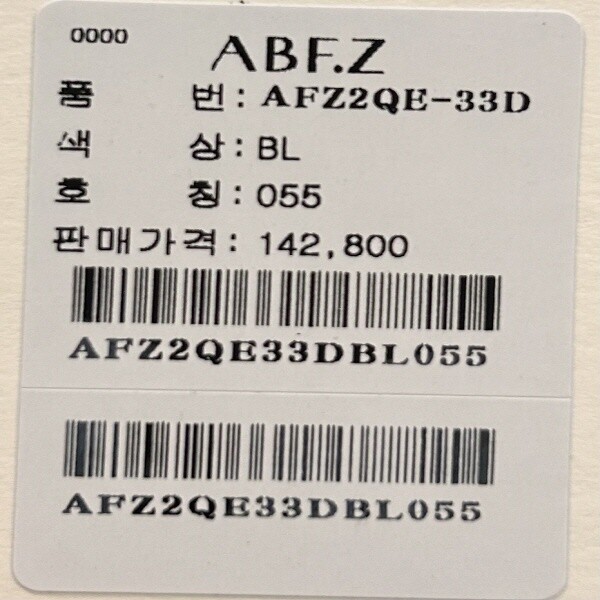 0000
ABF.Z
품 번: AFZ2QE-33D
색 상: BL
호 칭: 055
판매가격: 142,800
AFZ2QE33DBL055
AFZ2QE33DBL055